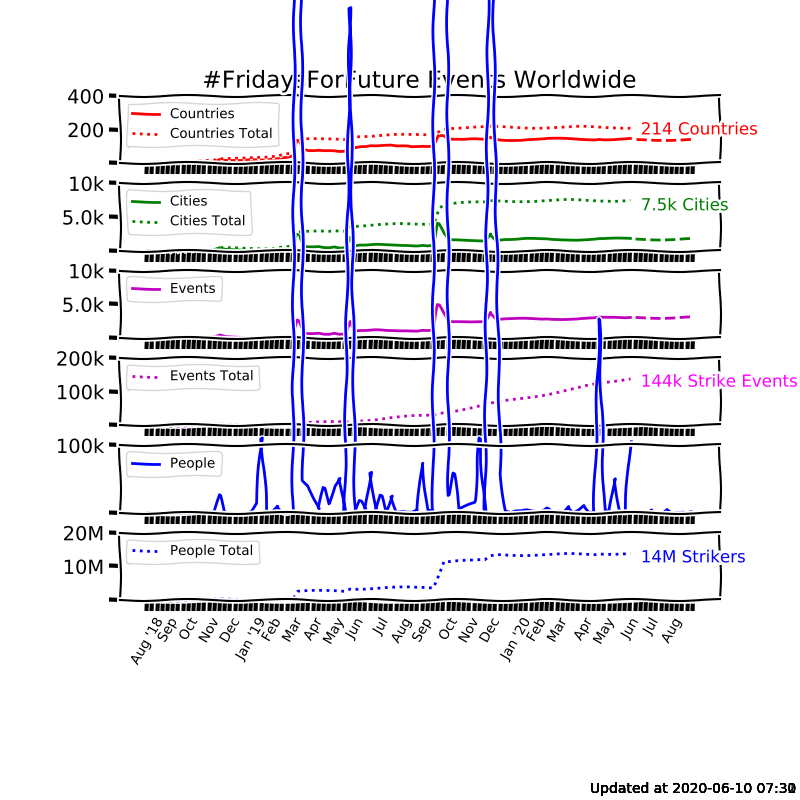 #FridaysForFuture Events Worldwide
400
200
Countries
Countries Total
214 Countries
10k
5.0k
Cities
Cities Total
7.5k Cities
10k
5.0k
Events
200k
100k
Events Total
144k Strike Events
100k
People
20M
10M
People Total
14M Strikers
Aug '18 Sep Oct Nov Dec Jan '19 Feb Mar Apr May Jun Jul Aug Sep Oct Nov Dec Jan '20 Feb Mar Apr May Jun Jul Aug
Updated at 2020-06-10